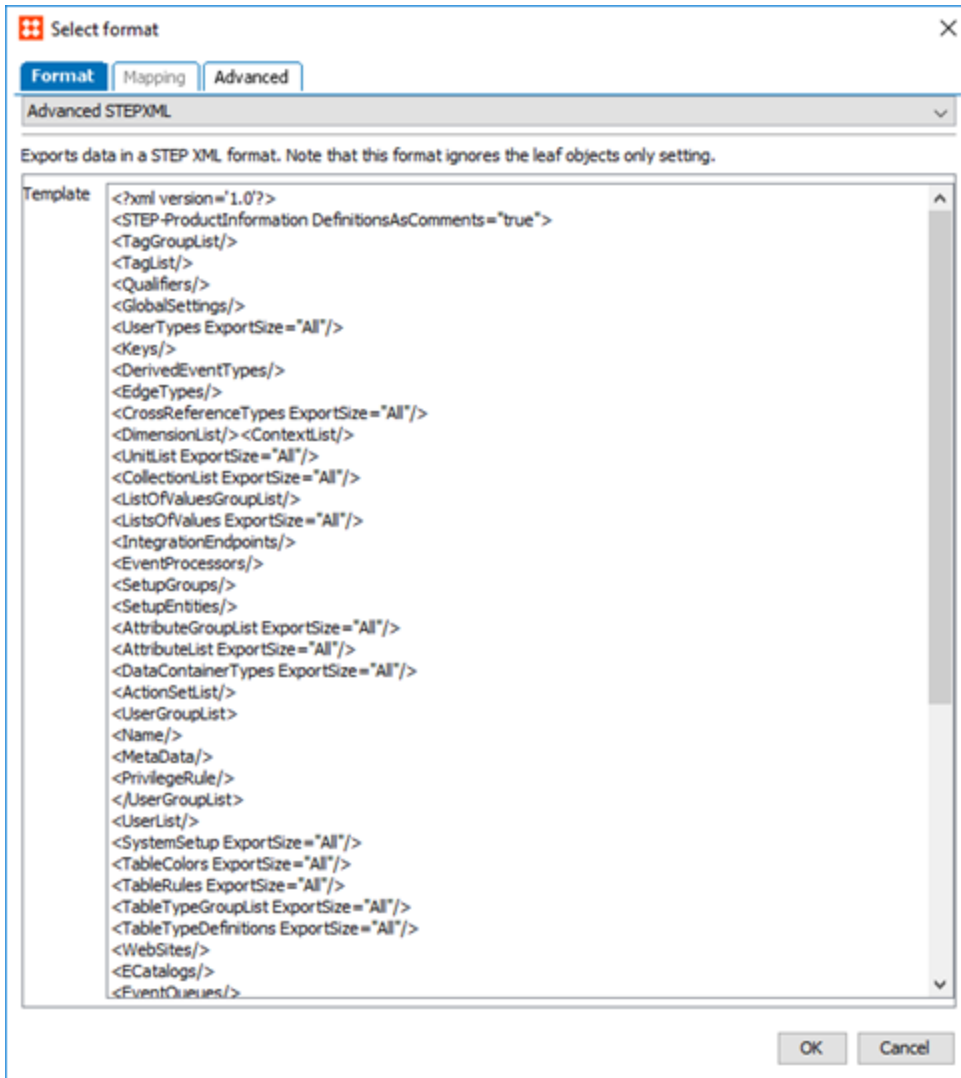 Select format
Format Mapping Advanced
Advanced STEPXML
Exports data in a STEP XML format. Note that this format ignores the leaf objects only setting.
Template
<?xml version='1.0'?>
<STEP-ProductInformation DefinitionsAsComments="true">
<TagGroupList/>
<TagList/>
<Qualifiers/>
<GlobalSettings/>
<UserTypes ExportSize="All"/>
<Keys/>
<DerivedEventTypes/>
<EdgeTypes/>
<CrossReferenceTypes ExportSize="All"/>
<DimensionList/><ContextList/>
<UnitList ExportSize="All"/>
<CollectionList ExportSize="All"/>
<ListOfValuesGroupList/>
<ListsOfValues ExportSize="All"/>
<IntegrationEndpoints/>
<EventProcessors/>
<SetupGroups/>
<SetupEntities/>
<AttributeGroupList ExportSize="All"/>
<AttributeList ExportSize="All"/>
<DataContainerTypes ExportSize="All"/>
<ActionSetList/>
<UserGroupList>
<Name/>
<MetaData/>
<PrivilegeRule/>
</UserGroupList>
<UserList/>
<SystemSetup ExportSize="All"/>
<TableColors ExportSize="All"/>
<TableRules ExportSize="All"/>
<TableTypeGroupList ExportSize="All"/>
<TableTypeDefinitions ExportSize="All"/>
<WebSites/>
<ECatalogs/>
<EventQueues/>
OK Cancel